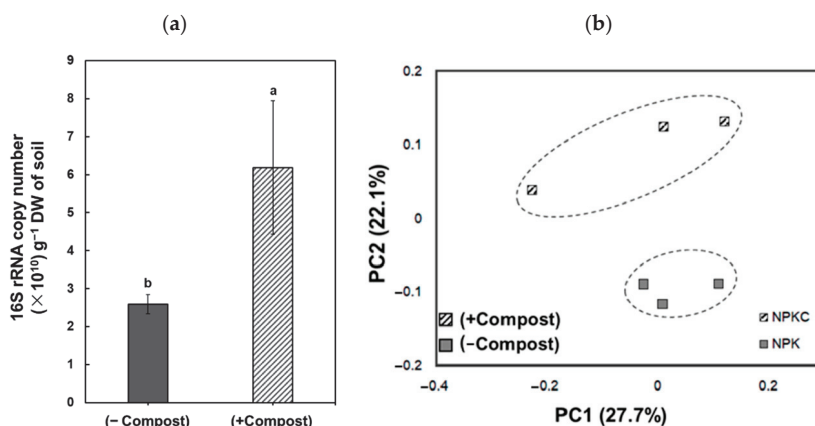 (a)
(b)
16S rRNA copy number
(×10¹⁰) g⁻¹ DW of soil
9
8
7
6
5
4
3
2
1
0
b
a
(− Compost)
(+Compost)
PC2 (22.1%)
0.2
0.1
0
−0.1
−0.2
(+Compost)
(−Compost)
NPKC
NPK
−0.4
−0.2
0
0.2
PC1 (27.7%)